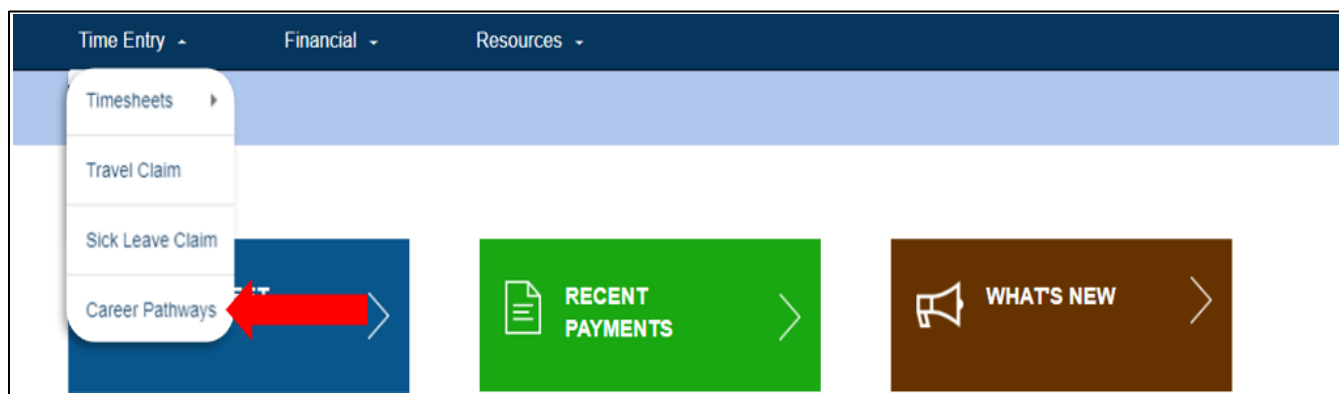 Time Entry Financial Resources
Timesheets
Travel Claim
Sick Leave Claim
Career Pathways
RECENT
PAYMENTS
WHAT'S NEW